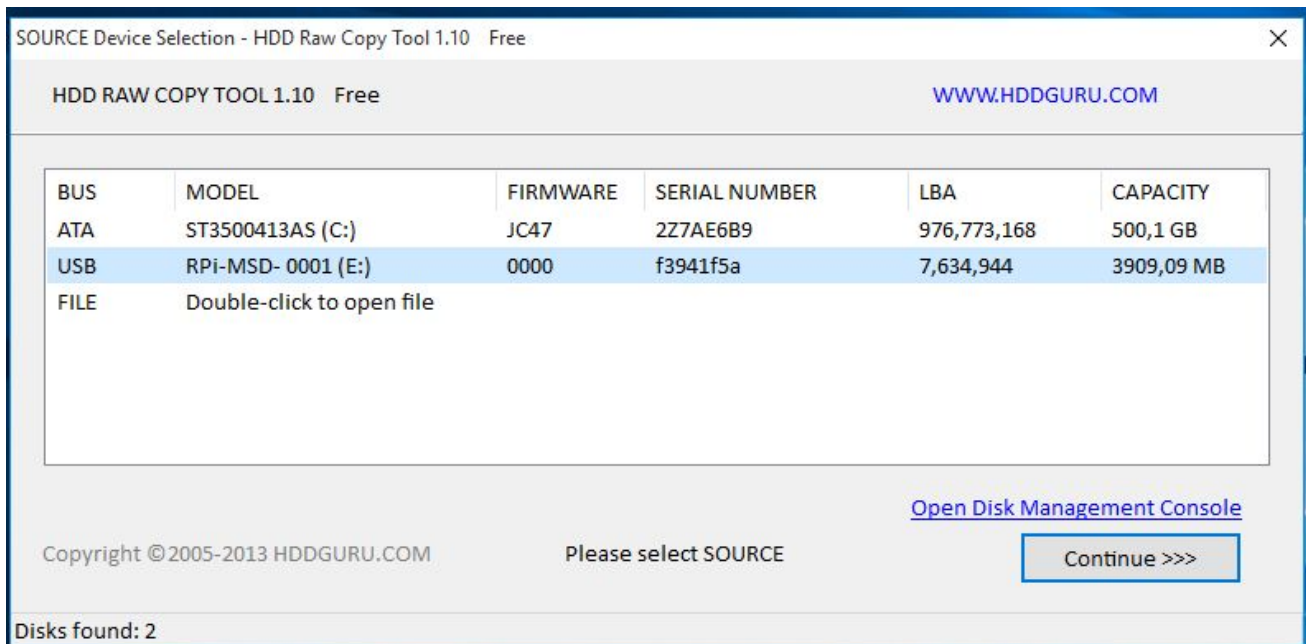 SOURCE Device Selection - HDD Raw Copy Tool 1.10 Free
HDD RAW COPY TOOL 1.10 Free WWW.HDDGURU.COM
BUS MODEL FIRMWARE SERIAL NUMBER LBA CAPACITY
ATA ST3500413AS (C:) JC47 2Z7AE6B9 976,773,168 500,1 GB
USB RPi-MSD- 0001 (E:) 0000 f3941f5a 7,634,944 3909,09 MB
FILE Double-click to open file
Open Disk Management Console
Copyright ©2005-2013 HDDGURU.COM Please select SOURCE Continue >>>
Disks found: 2